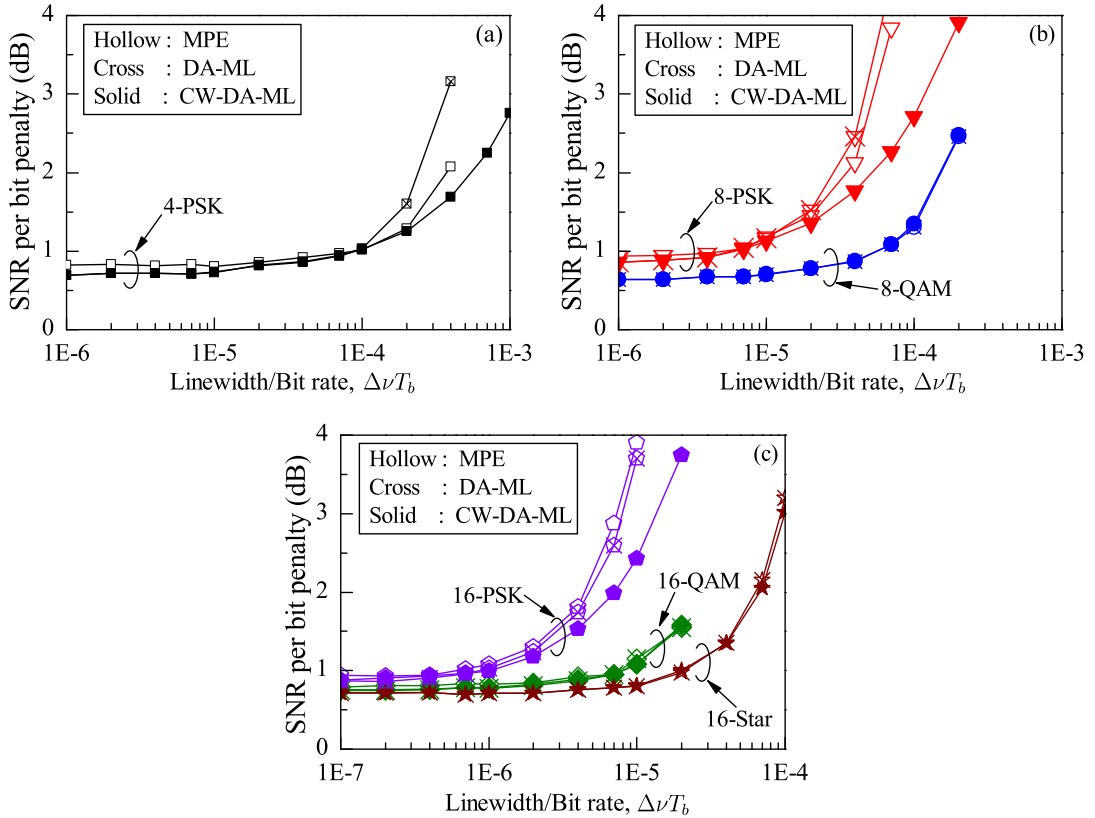 (a)
Hollow : MPE
Cross : DA-ML
Solid : CW-DA-ML
4-PSK
SNR per bit penalty (dB)
4
3
2
1
0
1E-6 1E-5 1E-4 1E-3
Linewidth/Bit rate, ΔνT_b
(b)
Hollow : MPE
Cross : DA-ML
Solid : CW-DA-ML
8-PSK
8-QAM
SNR per bit penalty (dB)
4
3
2
1
0
1E-6 1E-5 1E-4 1E-3
Linewidth/Bit rate, ΔνT_b
(c)
Hollow : MPE
Cross : DA-ML
Solid : CW-DA-ML
16-PSK
16-QAM
16-Star
SNR per bit penalty (dB)
4
3
2
1
0
1E-7 1E-6 1E-5 1E-4
Linewidth/Bit rate, ΔνT_b